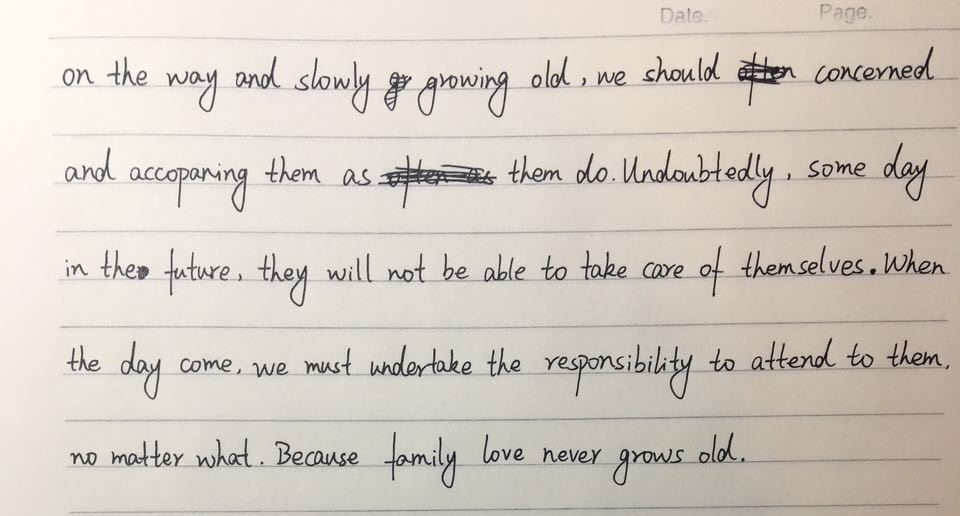 Date. Page.
on the way and slowly growing old, we should concerned
and accoparing them as them do. Undoubtedly, some day
in the future, they will not be able to take care of themselves. When
the day come, we must undertake the responsibility to attend to them,
no matter what. Because family love never grows old.